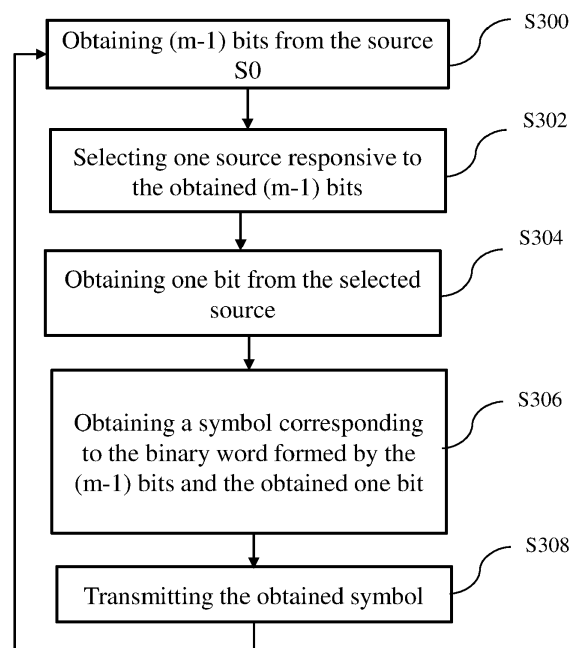 Obtaining (m-1) bits from the source
S0
S300
Selecting one source responsive to
the obtained (m-1) bits
S302
Obtaining one bit from the selected
source
S304
Obtaining a symbol corresponding
to the binary word formed by the
(m-1) bits and the obtained one bit
S306
Transmitting the obtained symbol
S308